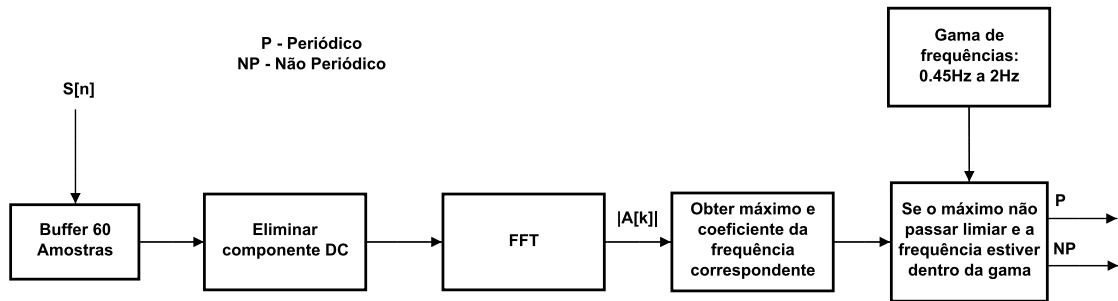 P - Periódico
NP - Não Periódico
S[n]
Gama de
frequências:
0.45Hz a 2Hz
Buffer 60
Amostras
Eliminar
componente DC
FFT
|A[k]|
Obter máximo e
coeficiente da
frequência
correspondente
Se o máximo não
passar limiar e a
frequência estiver
dentro da gama
P
NP